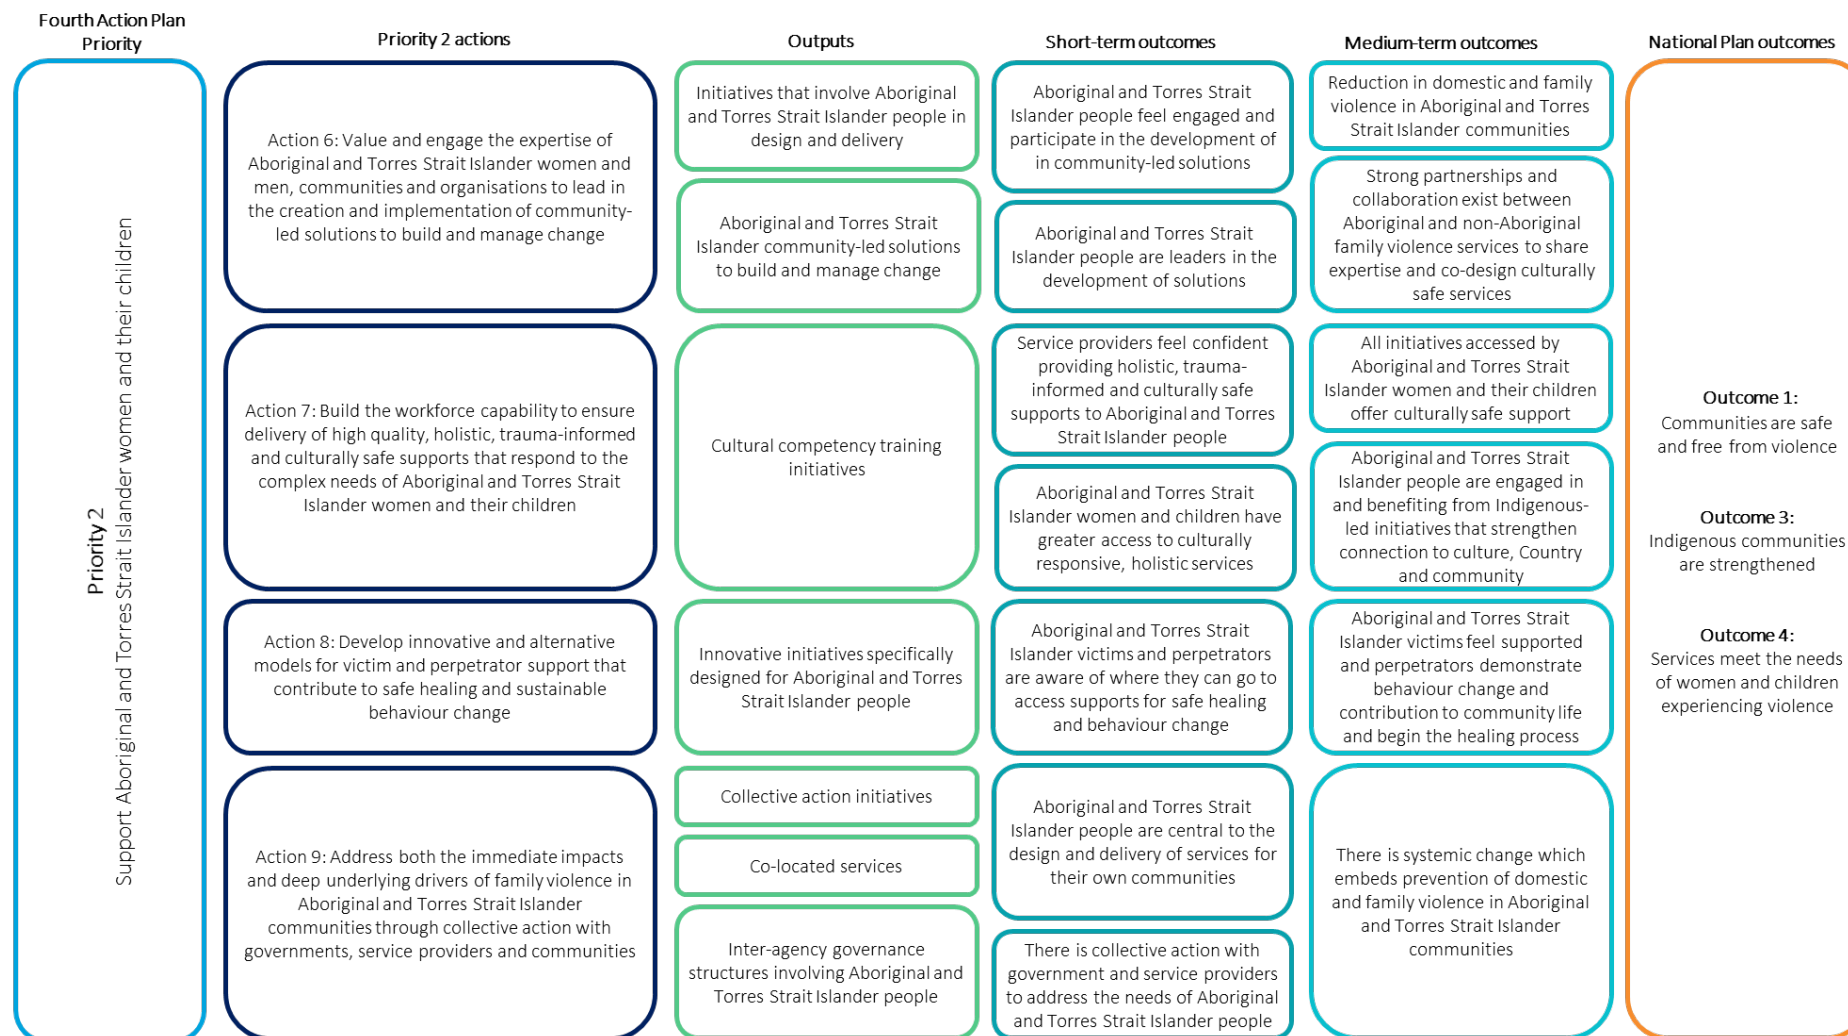 Fourth Action Plan
Priority
Priority 2 actions
Outputs
Short-term outcomes
Medium-term outcomes
National Plan outcomes
Priority 2
Support Aboriginal and Torres Strait Islander women and their children
Action 6: Value and engage the expertise of
Aboriginal and Torres Strait Islander women and
men, communities and organisations to lead in
the creation and implementation of community-
led solutions to build and manage change
Initiatives that involve Aboriginal
and Torres Strait Islander people in
design and delivery
Aboriginal and Torres Strait
Islander community-led solutions
to build and manage change
Aboriginal and Torres Strait
Islander people feel engaged and
participate in the development of
in community-led solutions
Aboriginal and Torres Strait
Islander people are leaders in the
development of solutions
Reduction in domestic and family
violence in Aboriginal and Torres
Strait Islander communities
Strong partnerships and
collaboration exist between
Aboriginal and non-Aboriginal
family violence services to share
expertise and co-design culturally
safe services
Action 7: Build the workforce capability to ensure
delivery of high quality, holistic, trauma-informed
and culturally safe supports that respond to the
complex needs of Aboriginal and Torres Strait
Islander women and their children
Cultural competency training
initiatives
Service providers feel confident
providing holistic, trauma-
informed and culturally safe
supports to Aboriginal and Torres
Strait Islander people
Aboriginal and Torres Strait
Islander women and children have
greater access to culturally
responsive, holistic services
All initiatives accessed by
Aboriginal and Torres Strait
Islander women and their children
offer culturally safe support
Aboriginal and Torres Strait
Islander people are engaged in
and benefiting from Indigenous-
led initiatives that strengthen
connection to culture, Country
and community
Action 8: Develop innovative and alternative
models for victim and perpetrator support that
contribute to safe healing and sustainable
behaviour change
Innovative initiatives specifically
designed for Aboriginal and Torres
Strait Islander people
Aboriginal and Torres Strait
Islander victims and perpetrators
are aware of where they can go to
access supports for safe healing
and behaviour change
Aboriginal and Torres Strait
Islander victims feel supported
and perpetrators demonstrate
behaviour change and
contribution to community life
and begin the healing process
Action 9: Address both the immediate impacts
and deep underlying drivers of family violence in
Aboriginal and Torres Strait Islander
communities through collective action with
governments, service providers and communities
Collective action initiatives
Co-located services
Inter-agency governance
structures involving Aboriginal and
Torres Strait Islander people
Aboriginal and Torres Strait
Islander people are central to the
design and delivery of services for
their own communities
There is collective action with
government and service providers
to address the needs of Aboriginal
and Torres Strait Islander people
There is systemic change which
embeds prevention of domestic
and family violence in Aboriginal
and Torres Strait Islander
communities
Outcome 1:
Communities are safe
and free from violence
Outcome 3:
Indigenous communities
are strengthened
Outcome 4:
Services meet the needs
of women and children
experiencing violence